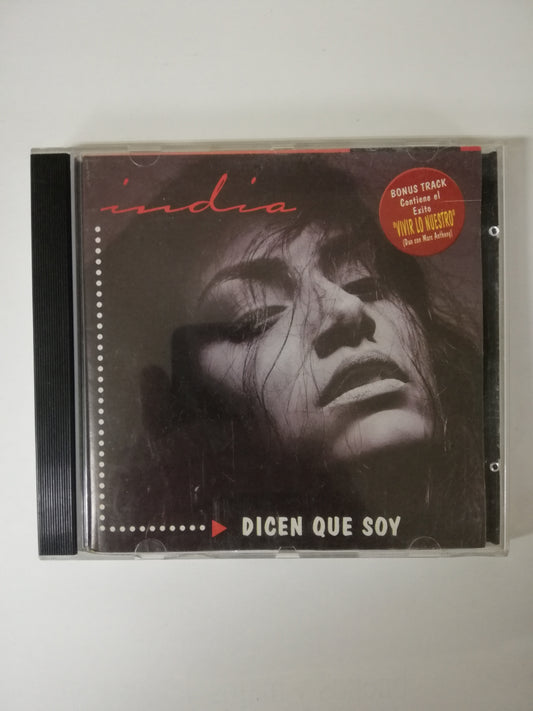 india
BONUS TRACK
Contiene el
Exito
"VIVIR LO NUESTRO"
(Duo con Marc Anthony)
DICEN QUE SOY